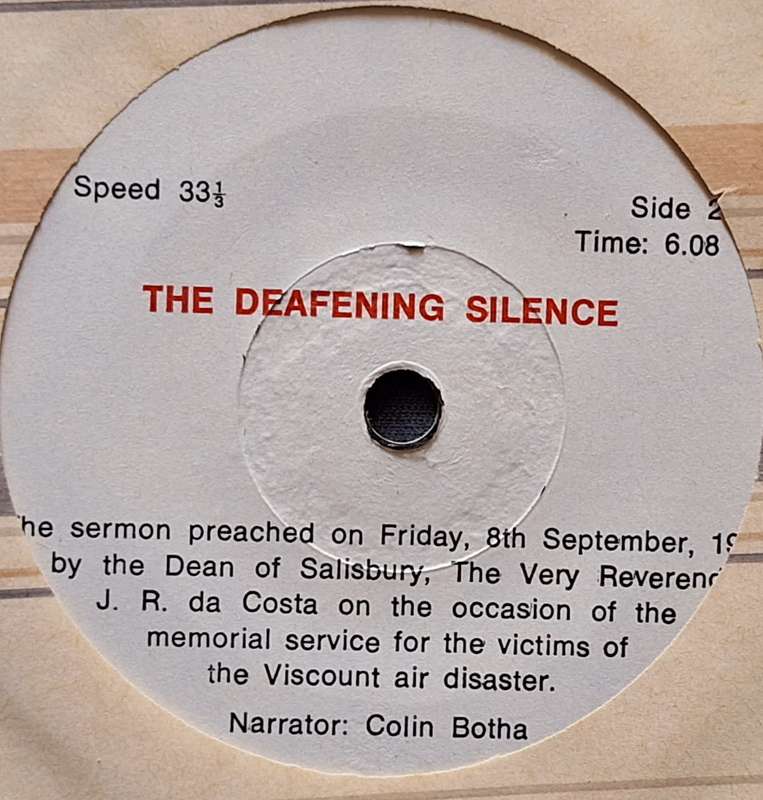 Speed 33⅓
Side 2
Time: 6.08
THE DEAFENING SILENCE
he sermon preached on Friday, 8th September, 19
by the Dean of Salisbury, The Very Reverend
J. R. da Costa on the occasion of the
memorial service for the victims of
the Viscount air disaster.
Narrator: Colin Botha